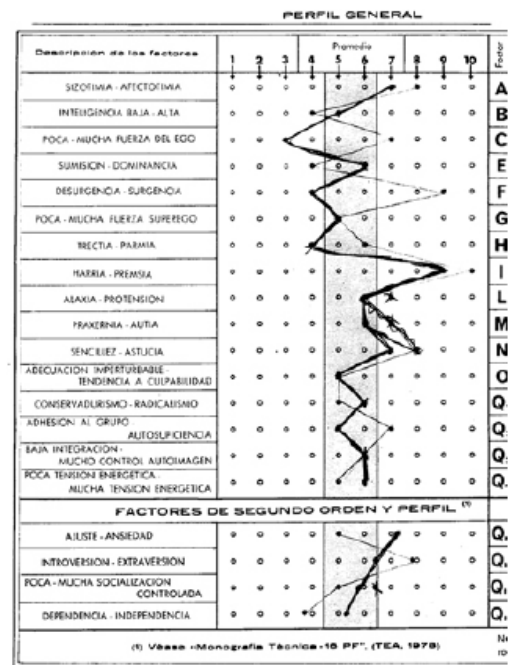 PERFIL GENERAL
Descripción de los factores
Promedio
1 2 3 4 5 6 7 8 9 10
Factor
SIZOTIMIA - AFECTOTIMIA
A
INTELIGENCIA BAJA - ALTA
B
POCA - MUCHA FUERZA DEL EGO
C
SUMISION - DOMINANCIA
E
DESURGENCIA - SURGENCIA
F
POCA - MUCHA FUERZA SUPEREGO
G
TRECTIA - PARMIA
H
HARRIA - PREMSIA
I
ALAXIA - PROTENSION
L
PRAXERNIA - AUTIA
M
SENCILLEZ - ASTUCIA
N
ADECUACION IMPERTURBABLE -
TENDENCIA A CULPABILIDAD
O
CONSERVADURISMO - RADICALISMO
Q
ADHESION AL GRUPO
AUTOSUFICIENCIA
Q
BAJA INTEGRACION -
MUCHO CONTROL AUTOIMAGEN
Q
POCA TENSION ENERGETICA -
MUCHA TENSION ENERGETICA
Q
FACTORES DE SEGUNDO ORDEN Y PERFIL (1)
AJUSTE - ANSIEDAD
Q
INTROVERSION - EXTRAVERSION
Q
POCA - MUCHA SOCIALIZACION
CONTROLADA
Q
DEPENDENCIA - INDEPENDENCIA
Q
(1) Véase «Monografía Técnica -16 PF", (TEA, 1978)